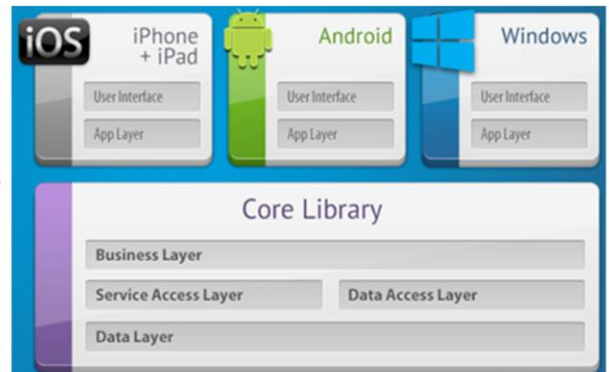 iOS
iPhone
+ iPad
User Interface
App Layer
Android
User Interface
App Layer
Windows
User Interface
App Layer
Core Library
Business Layer
Service Access Layer
Data Access Layer
Data Layer